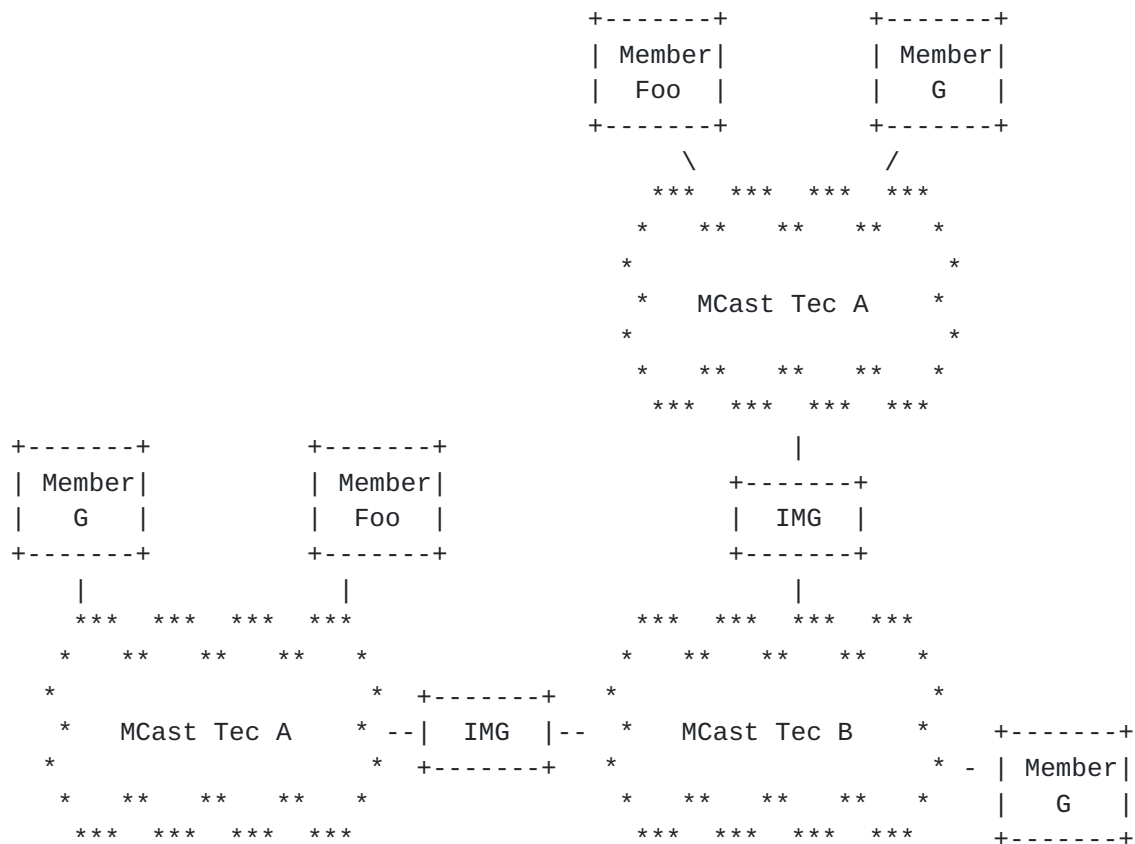 +-------+ +-------+
| Member| | Member|
| Foo | | G |
+-------+ +-------+
\ /
*** *** *** ***
* ** ** ** *
* *
* MCast Tec A *
* *
* ** ** ** *
*** *** *** ***
+-------+ +-------+ |
| Member| | Member| +-------+
| G | | Foo | | IMG |
+-------+ +-------+ +-------+
| | |
*** *** *** *** *** *** *** ***
* ** ** ** * * ** ** ** *
* * +-------+ * *
* MCast Tec A * --| IMG |-- * MCast Tec B * +-------+
* * +-------+ * * - | Member|
* ** ** ** * * ** ** ** * | G |
*** *** *** *** *** *** *** *** +-------+